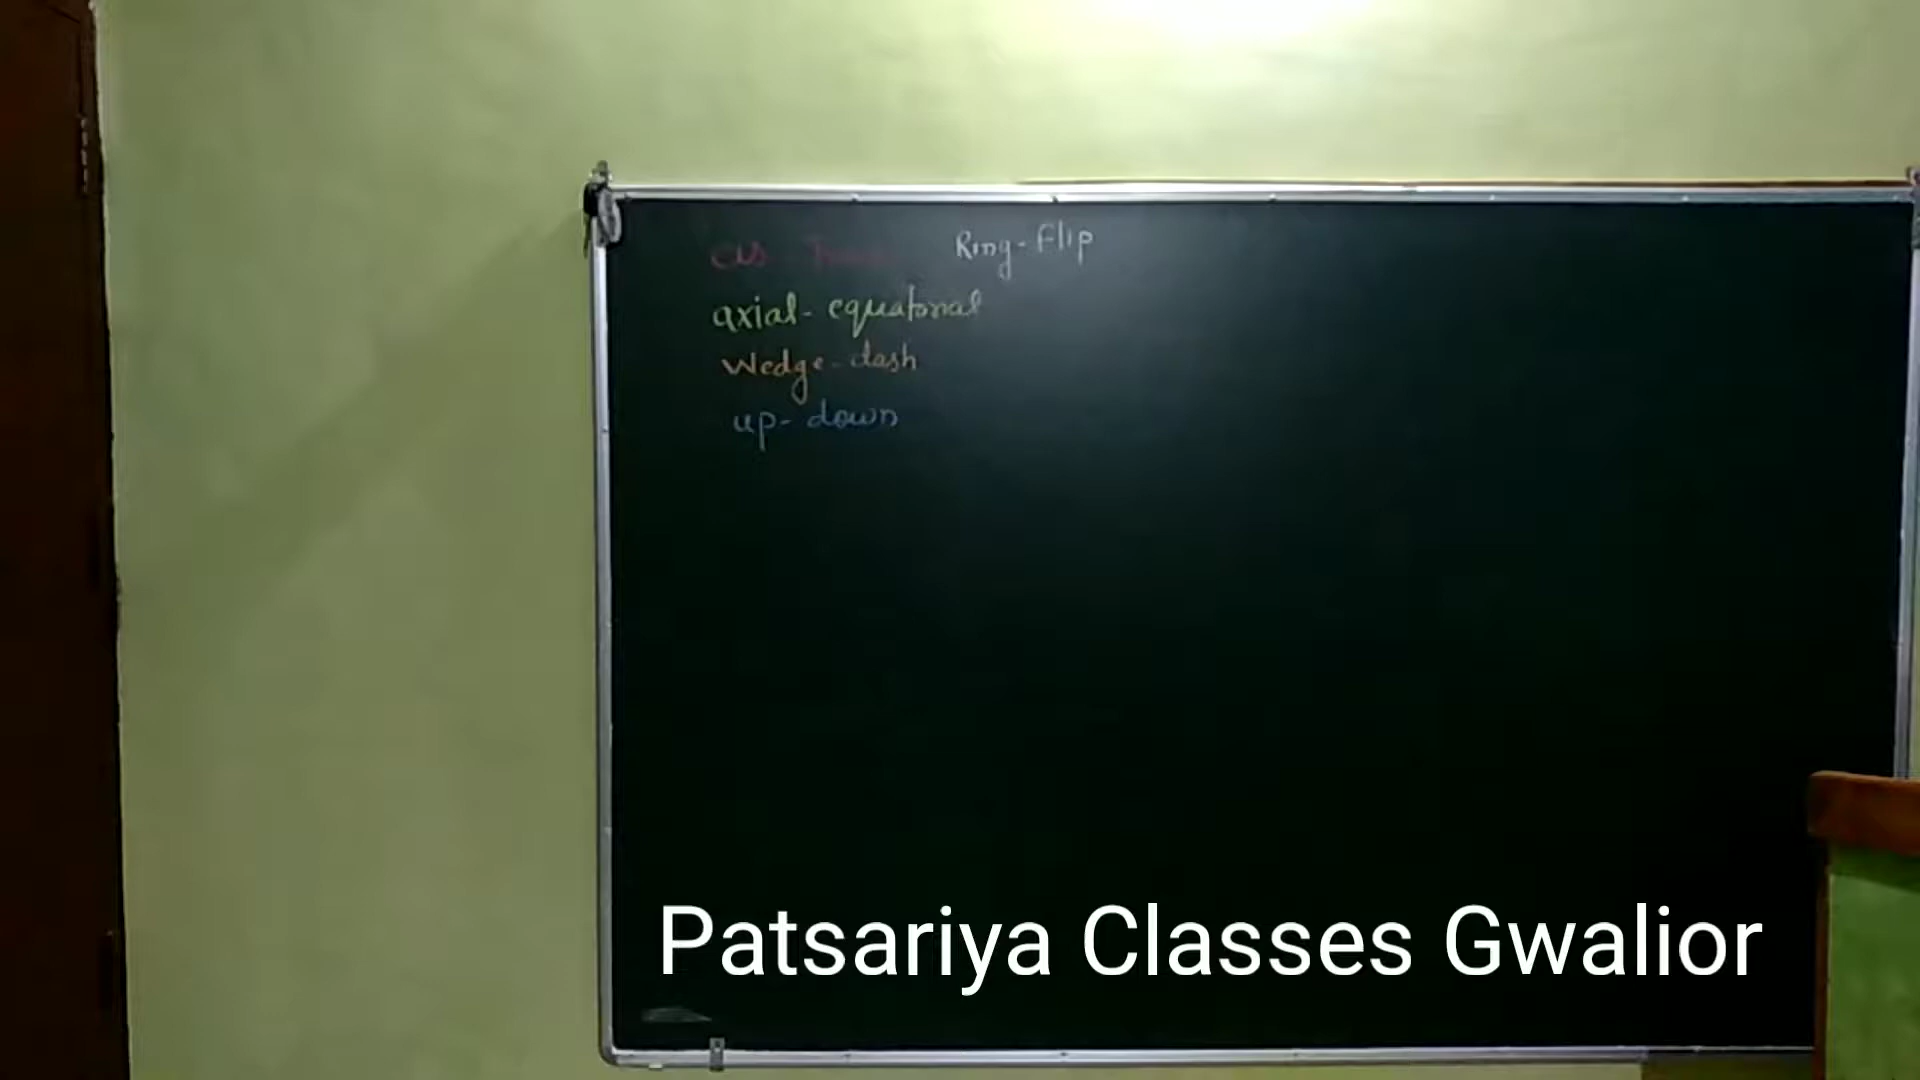 cis Trans Ring-Flip
axial-equatorial
Wedge-dash
up-down
Patsariya Classes Gwalior